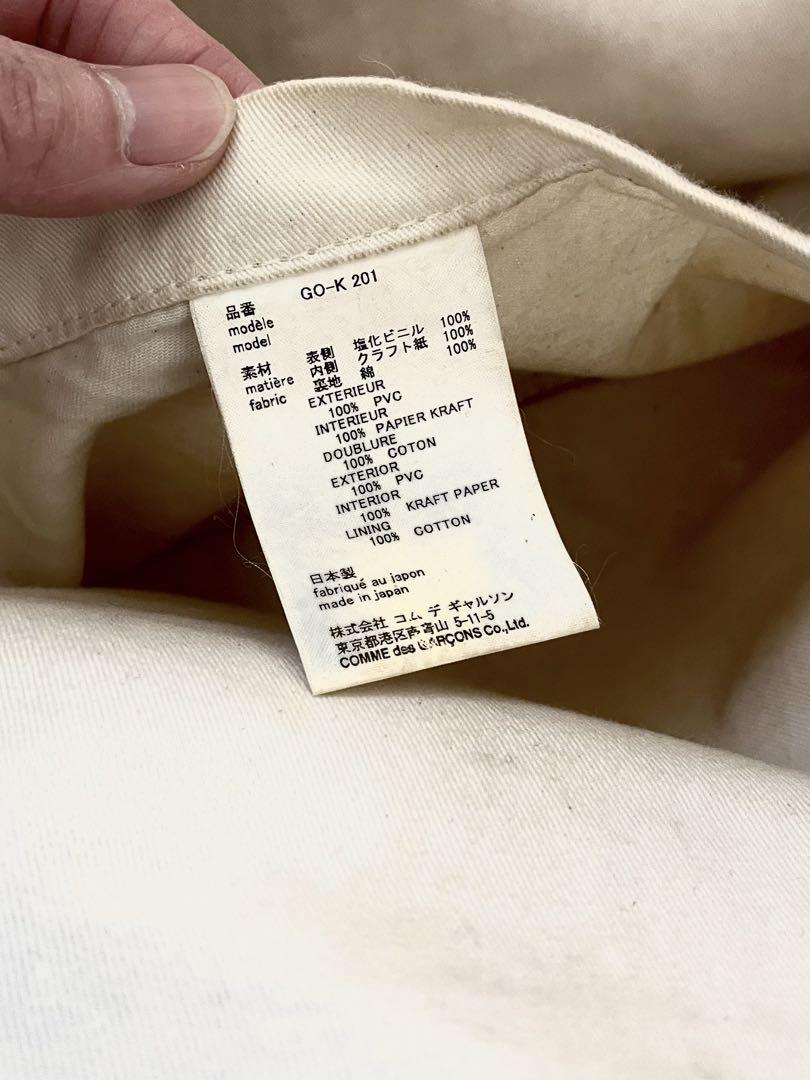 品番 GO-K 201
modèle
model
素材 表側 塩化ビニル 100%
matière 内側 クラフト紙 100%
fabric 裏地 綿 100%
EXTERIEUR
100% PVC
INTERIEUR
100% PAPIER KRAFT
DOUBLURE
100% COTON
EXTERIOR
100% PVC
INTERIOR
100% KRAFT PAPER
LINING
100% COTTON
日本製
fabriqué au japon
made in japan
株式会社 コム デ ギャルソン
東京都港区南青山 5-11-5
COMME des GARÇONS Co.,Ltd.